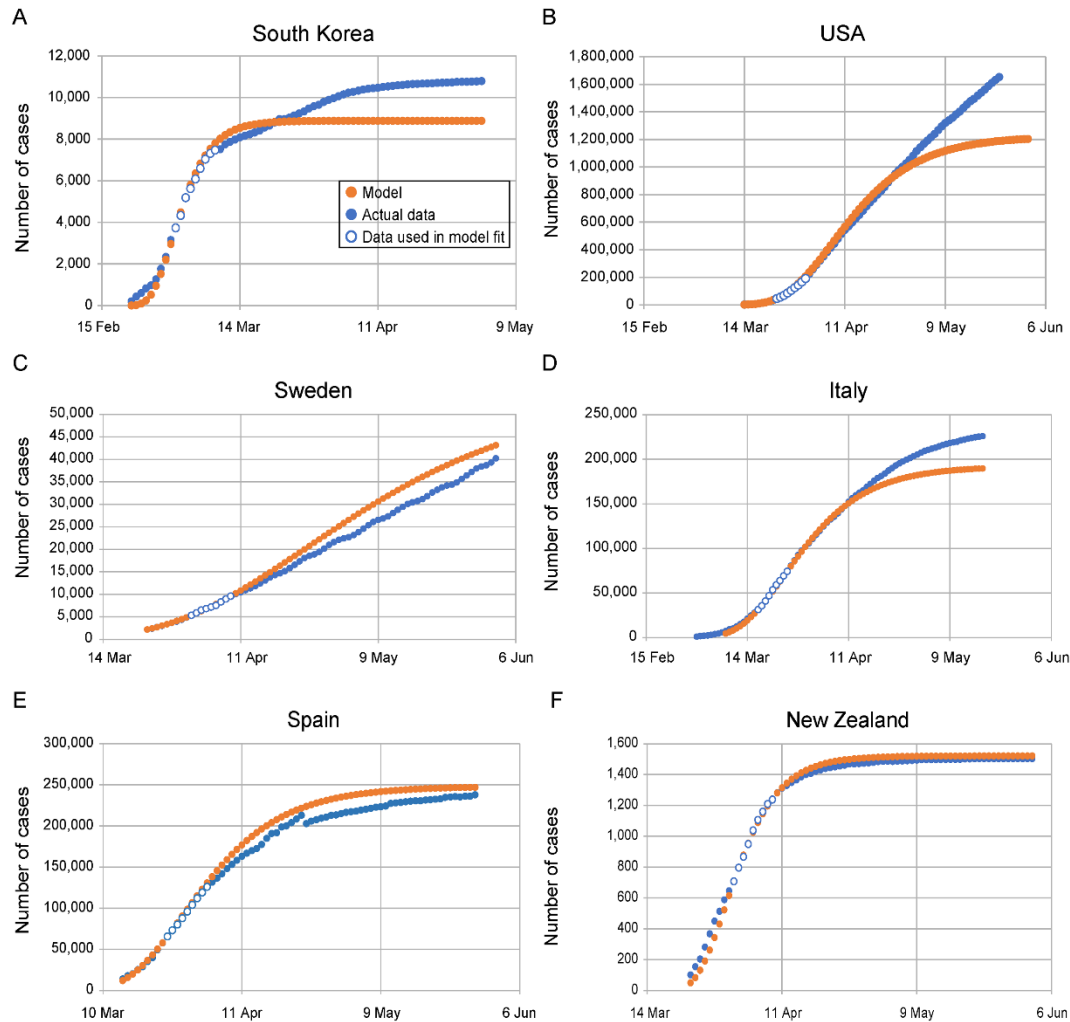 A
South Korea
Number of cases
12,000
10,000
8,000
6,000
4,000
2,000
0
15 Feb 14 Mar 11 Apr 9 May
Model
Actual data
Data used in model fit
B
USA
Number of cases
1,800,000
1,600,000
1,400,000
1,200,000
1,000,000
800,000
600,000
400,000
200,000
0
15 Feb 14 Mar 11 Apr 9 May 6 Jun
C
Sweden
Number of cases
50,000
45,000
40,000
35,000
30,000
25,000
20,000
15,000
10,000
5,000
0
14 Mar 11 Apr 9 May 6 Jun
D
Italy
Number of cases
250,000
200,000
150,000
100,000
50,000
0
15 Feb 14 Mar 11 Apr 9 May 6 Jun
E
Spain
Number of cases
300,000
250,000
200,000
150,000
100,000
50,000
0
10 Mar 11 Apr 9 May 6 Jun
F
New Zealand
Number of cases
1,600
1,400
1,200
1,000
800
600
400
200
0
14 Mar 11 Apr 9 May 6 Jun